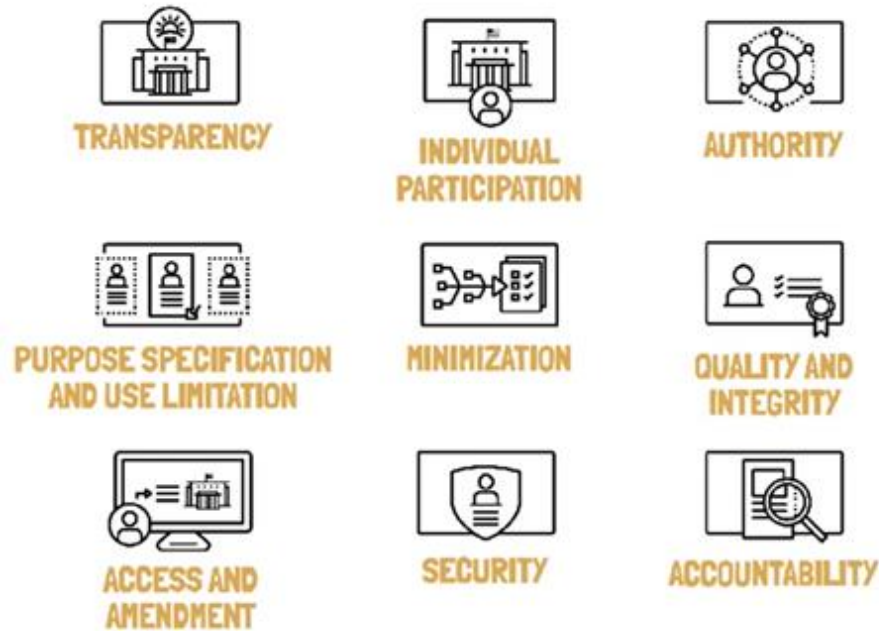 TRANSPARENCY
INDIVIDUAL
PARTICIPATION
AUTHORITY
PURPOSE SPECIFICATION
AND USE LIMITATION
MINIMIZATION
QUALITY AND
INTEGRITY
ACCESS AND
AMENDMENT
SECURITY
ACCOUNTABILITY